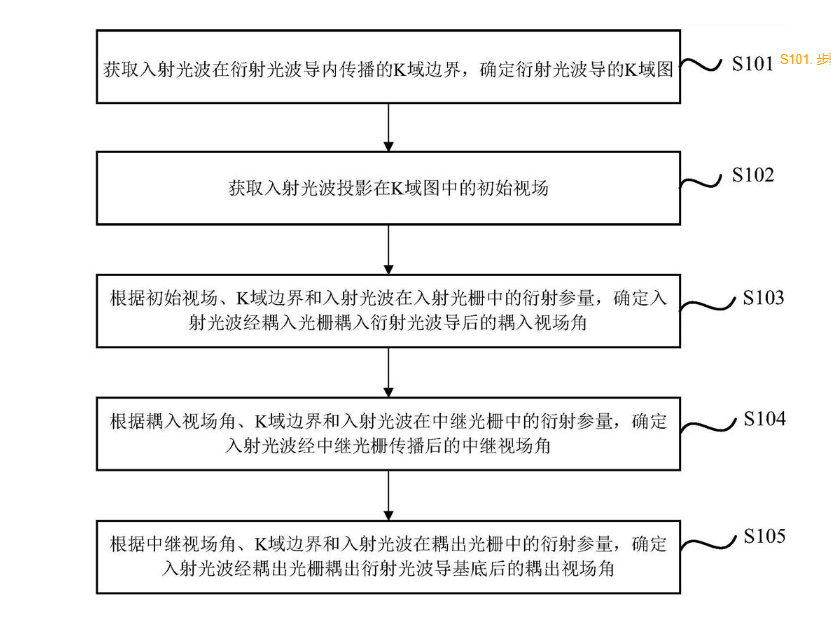 获取入射光波在衍射光波导内传播的K域边界，确定衍射光波导的K域图
S101
S101. 步
获取入射光波投影在K域图中的初始视场
S102
根据初始视场、K域边界和入射光波在入射光栅中的衍射参量，确定入
射光波经耦入光栅耦入衍射光波导后的耦入视场角
S103
根据耦入视场角、K域边界和入射光波在中继光栅中的衍射参量，确定
入射光波经中继光栅传播后的中继视场角
S104
根据中继视场角、K域边界和入射光波在耦出光栅中的衍射参量，确定
入射光波经耦出光栅耦出衍射光波导基底后的耦出视场角
S105